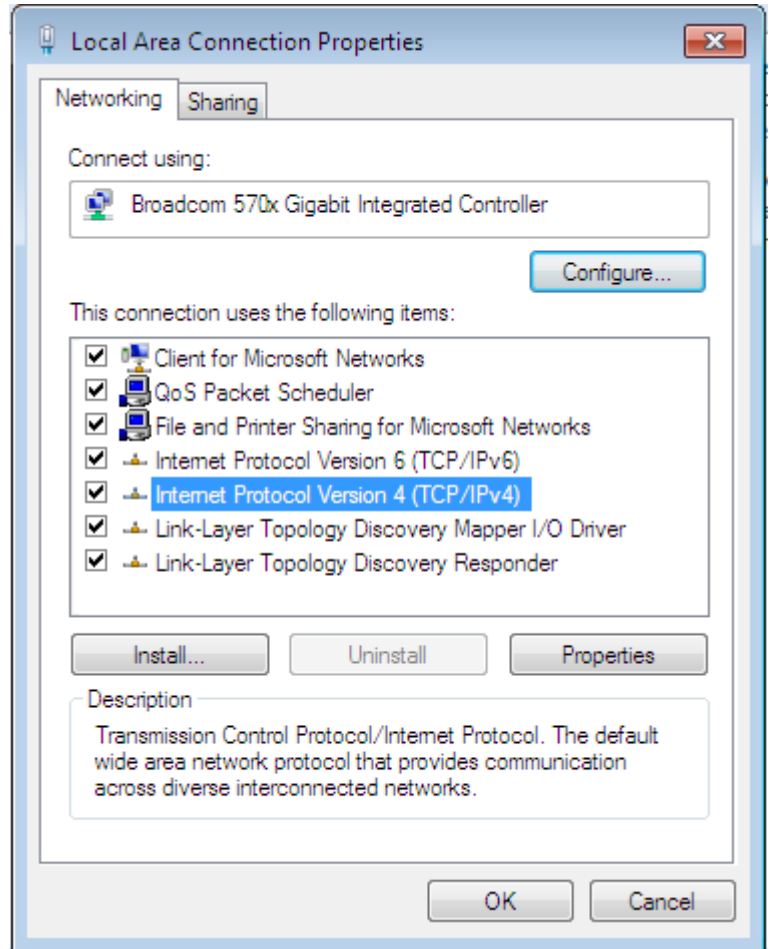 Local Area Connection Properties
Networking
Sharing
Connect using:
Broadcom 570x Gigabit Integrated Controller
Configure...
This connection uses the following items:
Client for Microsoft Networks
QoS Packet Scheduler
File and Printer Sharing for Microsoft Networks
Internet Protocol Version 6 (TCP/IPv6)
Internet Protocol Version 4 (TCP/IPv4)
Link-Layer Topology Discovery Mapper I/O Driver
Link-Layer Topology Discovery Responder
Install...
Uninstall
Properties
Description
Transmission Control Protocol/Internet Protocol. The default
wide area network protocol that provides communication
across diverse interconnected networks.
OK
Cancel